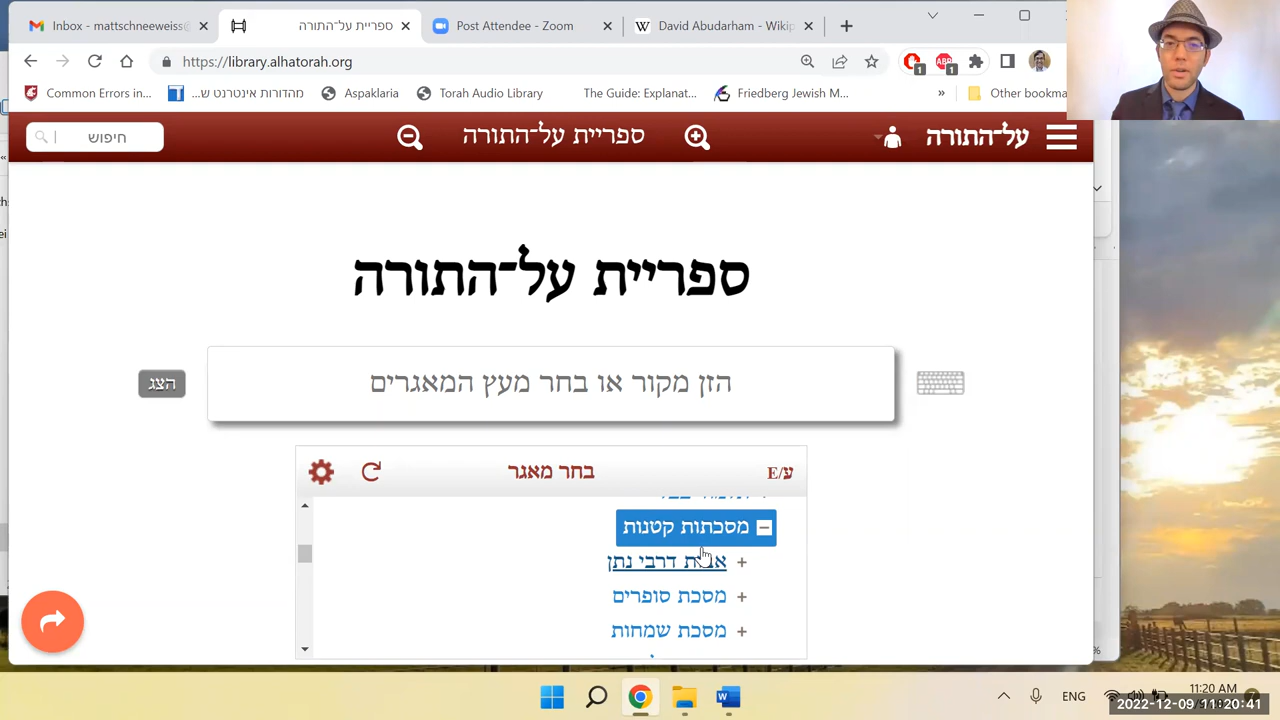 Inbox - mattschneeweiss@
ספריית על־התורה
Post Attendee - Zoom
David Abudarham - Wikip
https://library.alhatorah.org
Common Errors in...
מהדורות אינטרנט ש...
Aspaklaria
Torah Audio Library
The Guide: Explanat...
Friedberg Jewish M...
»
Other bookma
חיפוש
ספריית על־התורה
על־התורה
ספריית על־התורה
הצג
הזן מקור או בחר מעץ המאגרים
בחר מאגר
ע/E
מסכתות קטנות
אבות דרבי נתן
מסכת סופרים
מסכת שמחות
ENG
11:20 AM
2022-12-09 11:20:41